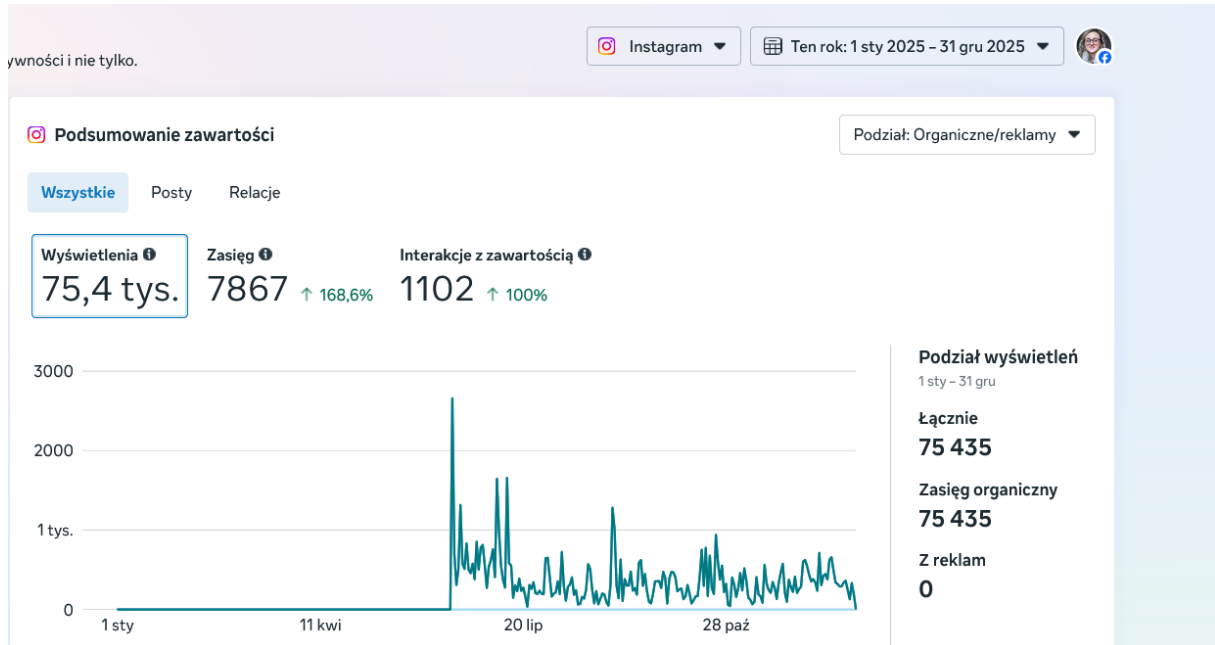 Instagram
Ten rok: 1 sty 2025 – 31 gru 2025
ywności i nie tylko.
Podsumowanie zawartości
Podział: Organiczne/reklamy
Wszystkie Posty Relacje
Wyświetlenia Zasięg Interakcje z zawartością
75,4 tys. 7867 ↑ 168,6% 1102 ↑ 100%
3000
2000
1 tys.
0
1 sty 11 kwi 20 lip 28 paź
Podział wyświetleń
1 sty – 31 gru
Łącznie
75 435
Zasięg organiczny
75 435
Z reklam
0